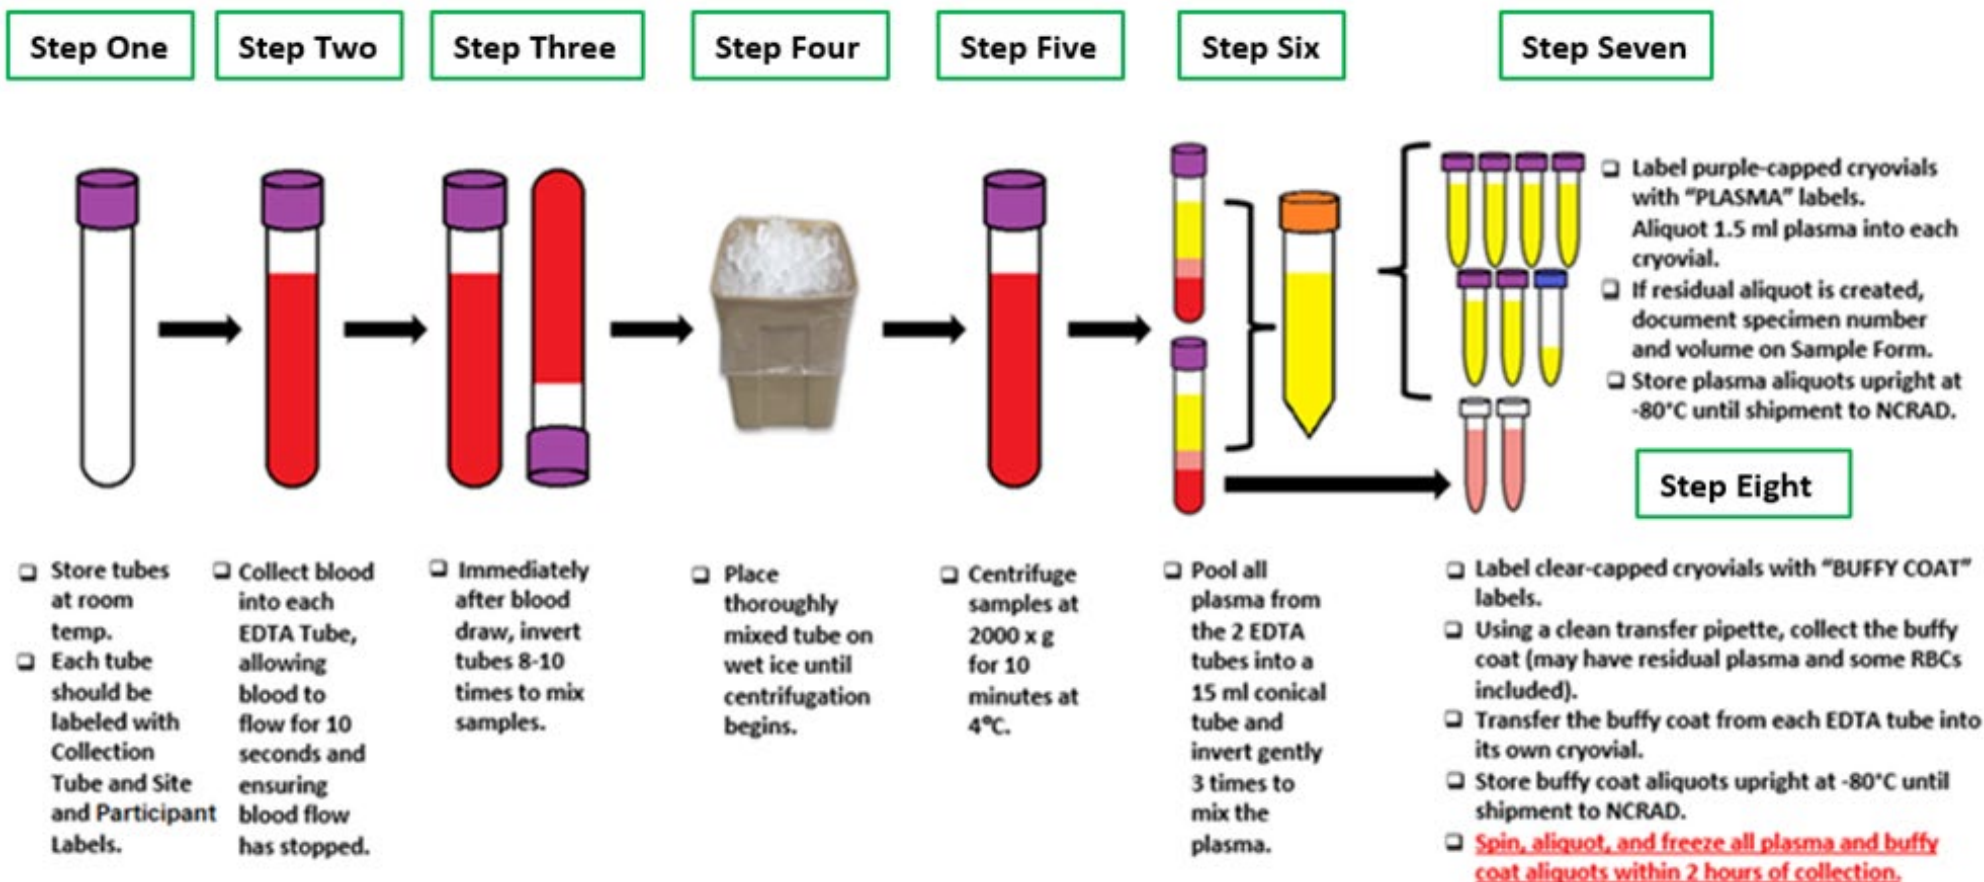 Step One
Step Two
Step Three
Step Four
Step Five
Step Six
Step Seven
❑ Store tubes
at room
temp.
❑ Each tube
should be
labeled with
Collection
Tube and Site
and Participant
Labels.
❑ Collect blood
into each
EDTA Tube,
allowing
blood to
flow for 10
seconds and
ensuring
blood flow
has stopped.
❑ Immediately
after blood
draw, invert
tubes 8-10
times to mix
samples.
❑ Place
thoroughly
mixed tube on
wet ice until
centrifugation
begins.
❑ Centrifuge
samples at
2000 x g
for 10
minutes at
4°C.
❑ Pool all
plasma from
the 2 EDTA
tubes into a
15 ml conical
tube and
invert gently
3 times to
mix the
plasma.
❑ Label purple-capped cryovials
with “PLASMA” labels.
Aliquot 1.5 ml plasma into each
cryovial.
❑ If residual aliquot is created,
document specimen number
and volume on Sample Form.
❑ Store plasma aliquots upright at
-80°C until shipment to NCRAD.
Step Eight
❑ Label clear-capped cryovials with “BUFFY COAT”
labels.
❑ Using a clean transfer pipette, collect the buffy
coat (may have residual plasma and some RBCs
included).
❑ Transfer the buffy coat from each EDTA tube into
its own cryovial.
❑ Store buffy coat aliquots upright at -80°C until
shipment to NCRAD.
❑ Spin, aliquot, and freeze all plasma and buffy
coat aliquots within 2 hours of collection.